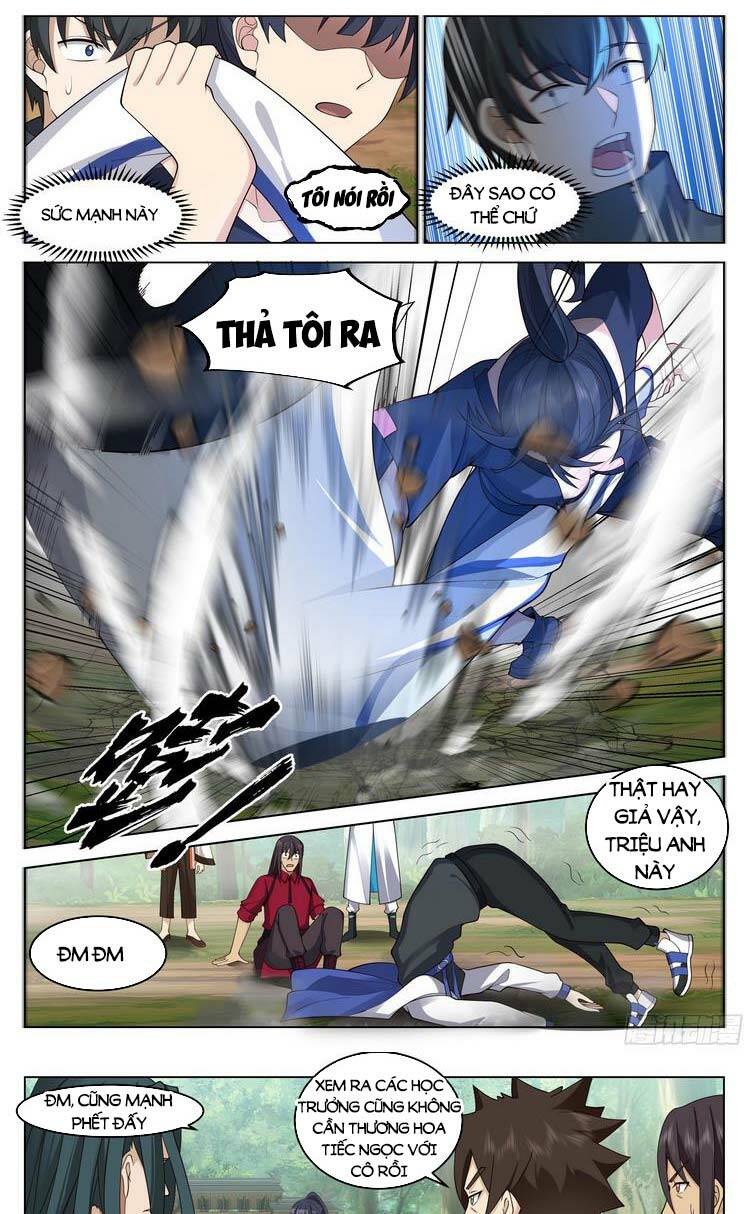 SỨC MẠNH NÀY
TÔI NÓI RỒI
ĐÂY SAO CÓ
THỂ CHỨ
THẢ TÔI RA
THẬT HAY
GIẢ VẬY,
TRIỆU ANH
NÀY
ĐM ĐM
ĐM, CŨNG MẠNH
PHẾT ĐẤY
XEM RA CÁC HỌC
TRƯỞNG CŨNG KHÔNG
CẦN THƯƠNG HOA
TIẾC NGỌC VỚI
CÔ RỒI